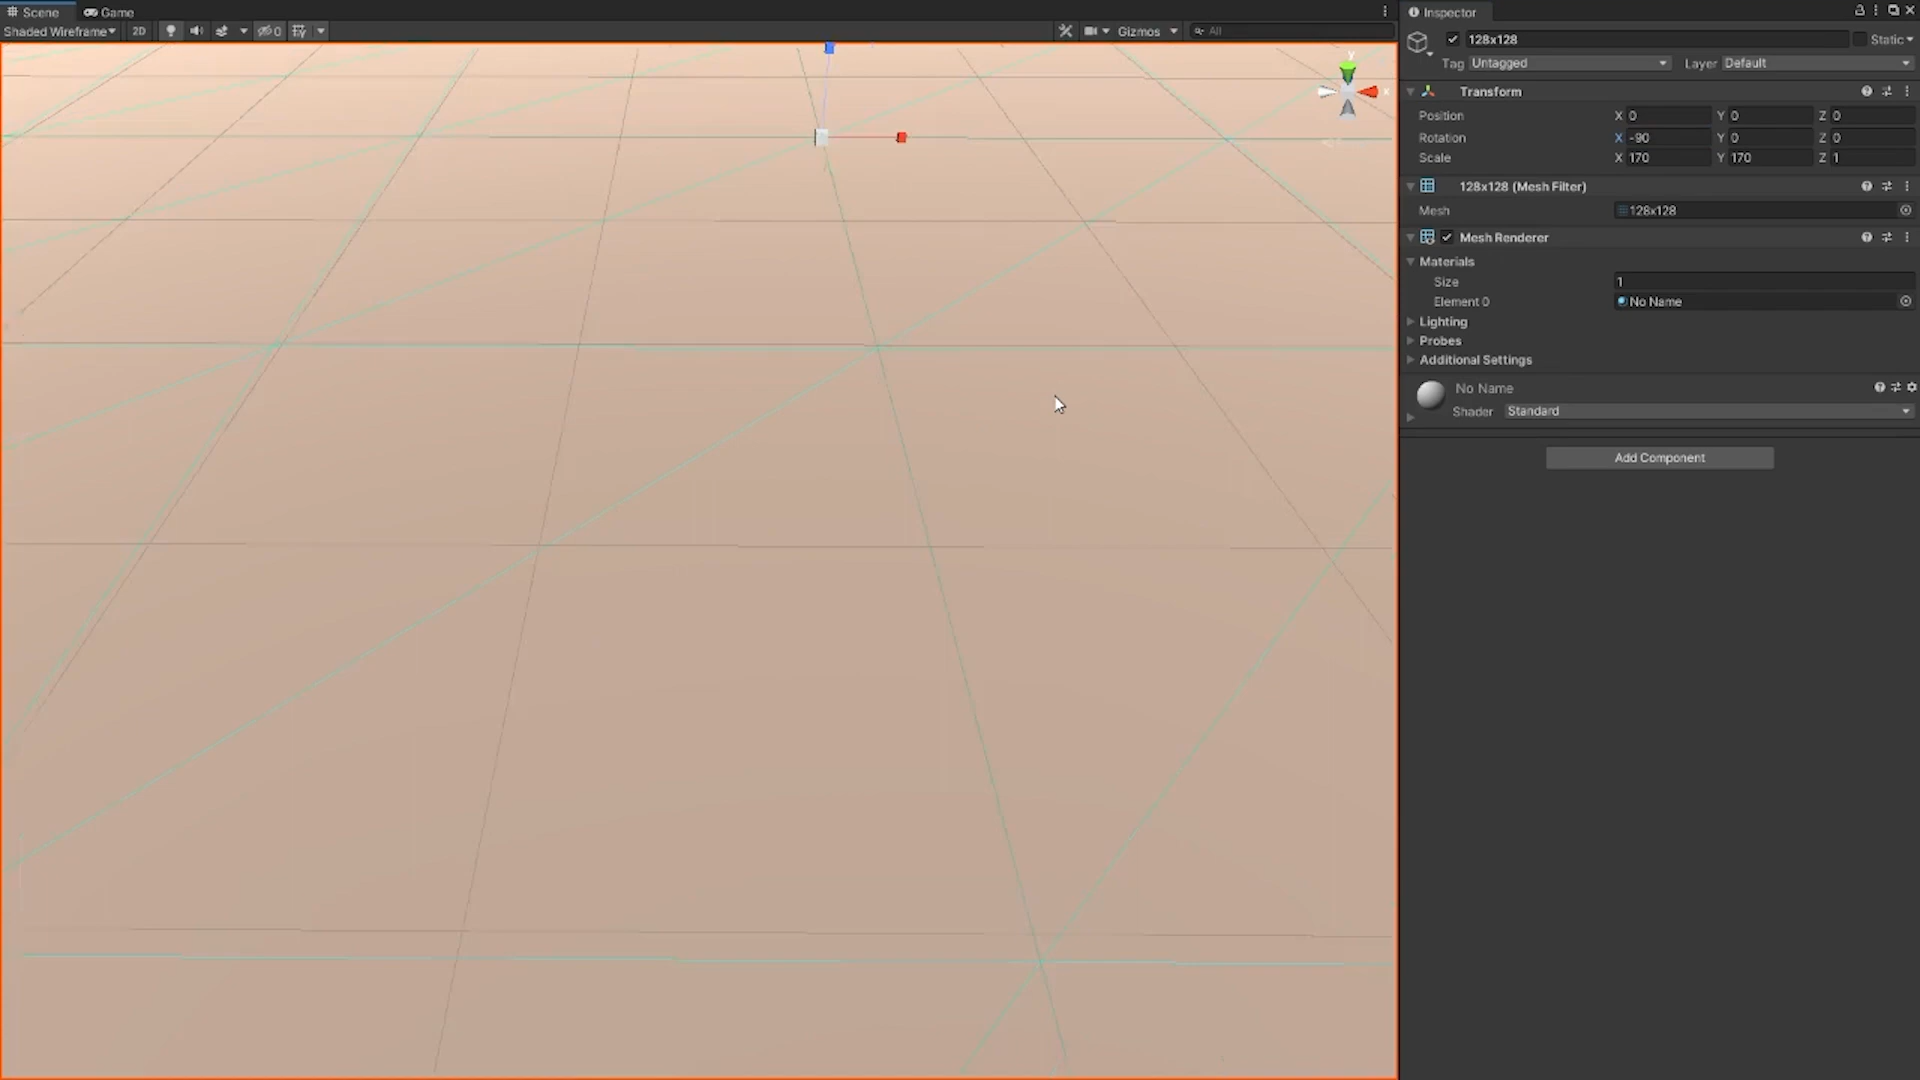 Scene Game
Shaded Wireframe 2D 0 Gizmos All
y
x
Inspector
128x128 Static
Tag Untagged Layer Default
Transform
Position X 0 Y 0 Z 0
Rotation X -90 Y 0 Z 0
Scale X 170 Y 170 Z 1
128x128 (Mesh Filter)
Mesh 128x128
Mesh Renderer
Materials
Size 1
Element 0 No Name
Lighting
Probes
Additional Settings
No Name
Shader Standard
Add Component